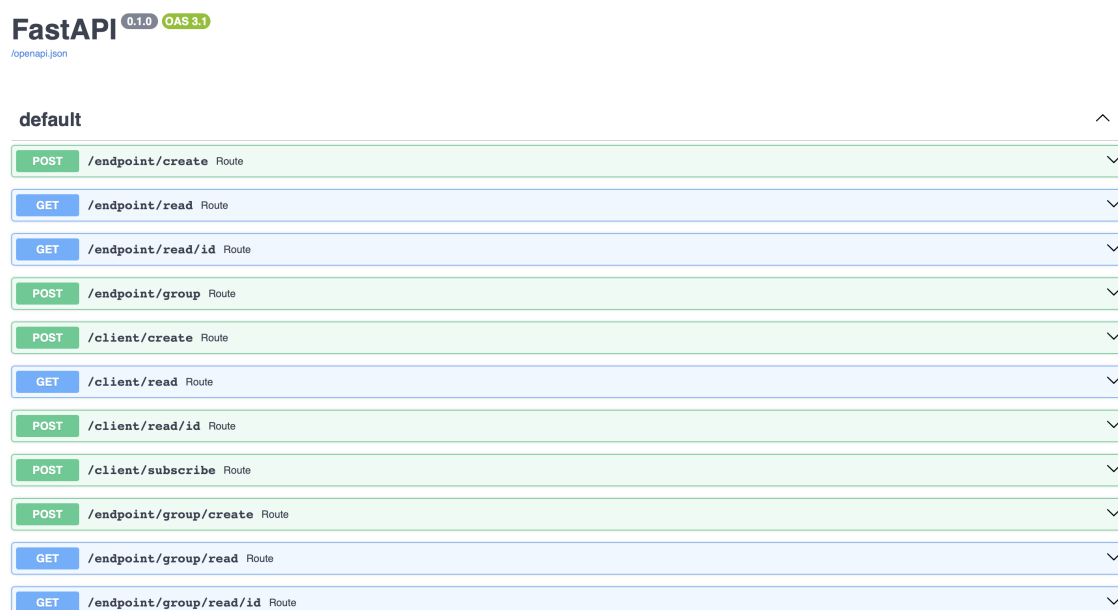 FastAPI 0.1.0 OAS 3.1
/openapi.json
default
POST /endpoint/create Route
GET /endpoint/read Route
GET /endpoint/read/id Route
POST /endpoint/group Route
POST /client/create Route
GET /client/read Route
POST /client/read/id Route
POST /client/subscribe Route
POST /endpoint/group/create Route
GET /endpoint/group/read Route
GET /endpoint/group/read/id Route